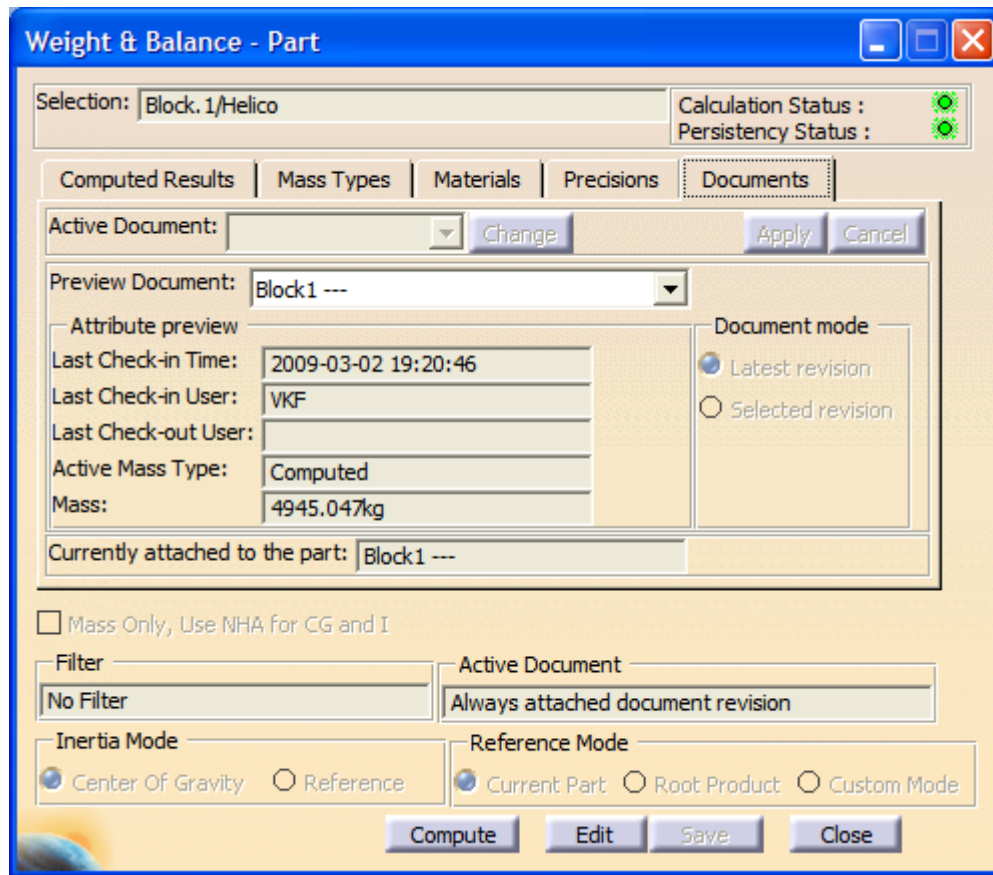 Weight & Balance - Part
Selection: Block.1/Helico
Calculation Status :
Persistency Status :
Computed Results Mass Types Materials Precisions Documents
Active Document: Change Apply Cancel
Preview Document: Block1 ---
Attribute preview
Document mode
Last Check-in Time: 2009-03-02 19:20:46
Latest revision
Last Check-in User: VKF
Selected revision
Last Check-out User:
Active Mass Type: Computed
Mass: 4945.047kg
Currently attached to the part: Block1 ---
Mass Only, Use NHA for CG and I
Filter
No Filter
Active Document
Always attached document revision
Inertia Mode
Center Of Gravity Reference
Reference Mode
Current Part Root Product Custom Mode
Compute Edit Save Close